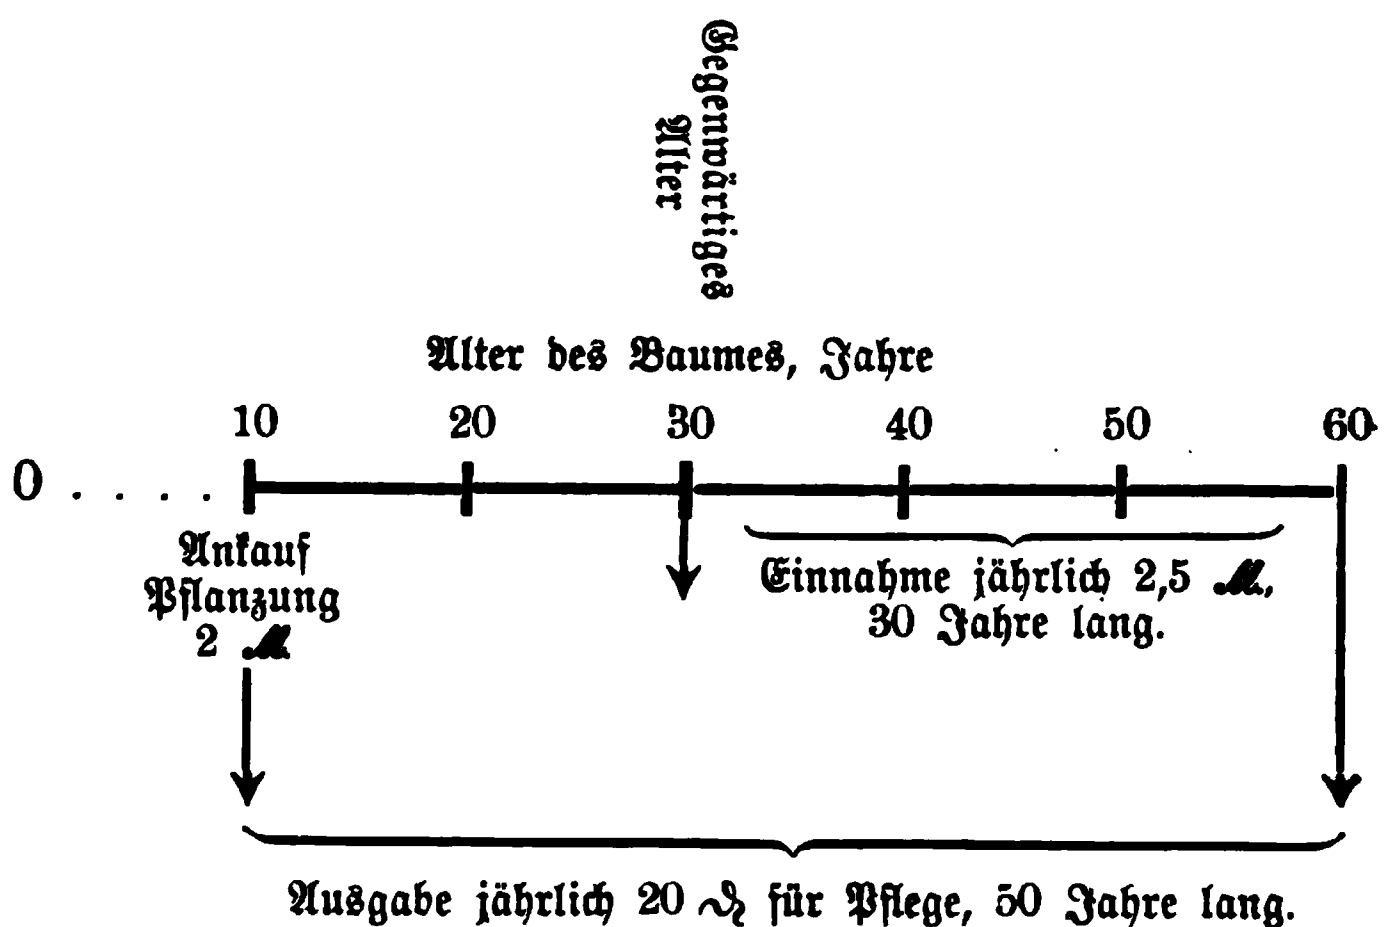 Gegenwärtiges
Alter
Alter des Baumes, Jahre
10 20 30 40 50 60
0 . . . .
Ankauf
Pflanzung
2 ℳ
Einnahme jährlich 2,5 ℳ,
30 Jahre lang.
Ausgabe jährlich 20 ₰ für Pflege, 50 Jahre lang.